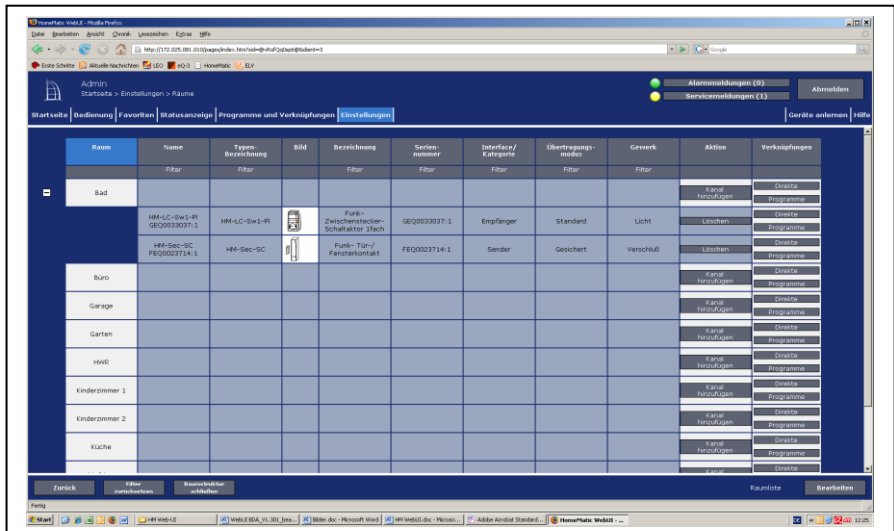 HomeMatic WebUI - Mozilla Firefox
Datei Bearbeiten Ansicht Chronik Lesezeichen Extras Hilfe
Google
Erste Schritte Aktuelle Nachrichten LEO eQ-3 HomeMatic ELV
Admin
Startseite > Einstellungen > Räume
Alarmmeldungen (0)
Servicemeldungen (1)
Abmelden
Startseite Bedienung Favoriten Statusanzeige Programme und Verknüpfungen Einstellungen Geräte anlernen Hilfe
Raum Name Typen-Bezeichnung Bild Bezeichnung Serien-nummer Interface/Kategorie Übertragungs-modus Gewerk Aktion Verknüpfungen
Filter Filter Filter Filter Filter Filter Filter
Bad Kanal hinzufügen Direkte Programme
HM-LC-Sw1-Pl GEQ0033037:1 HM-LC-Sw1-Pl Funk-Zwischenstecker-Schaltaktor 1fach GEQ0033037:1 Empfänger Standard Licht Löschen Direkte Programme
HM-Sec-SC FEQ0023714:1 HM-Sec-SC Funk- Tür-/Fensterkontakt FEQ0023714:1 Sender Gesichert Verschluß Löschen Direkte Programme
Büro Kanal hinzufügen Direkte Programme
Garage Kanal hinzufügen Direkte Programme
Garten Kanal hinzufügen Direkte Programme
HWR Kanal hinzufügen Direkte Programme
Kinderzimmer 1 Kanal hinzufügen Direkte Programme
Kinderzimmer 2 Kanal hinzufügen Direkte Programme
Küche Kanal hinzufügen Direkte Programme
Kanal Direkte
Zurück Filter zurücksetzen Baumstruktur schließen Raumliste Bearbeiten
Fertig
Start HM Web-UI Bilder.doc - Microsoft Word HM WebUI.doc - Microso... Adobe Acrobat Standard... HomeMatic WebUI - ... DE 12:25